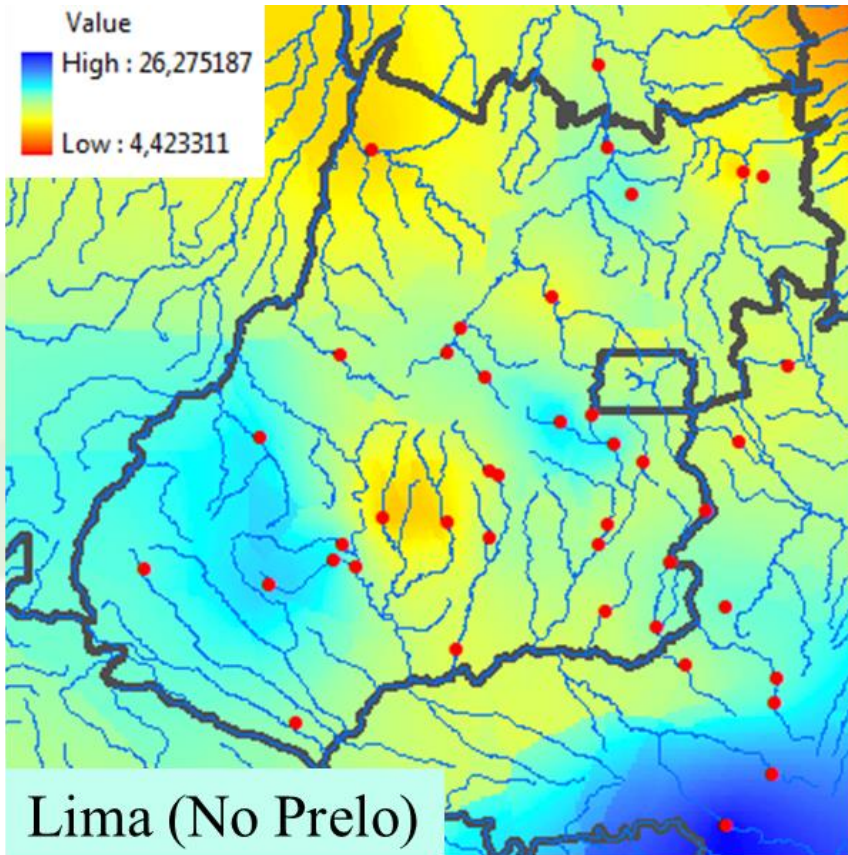 Value
High : 26,275187
Low : 4,423311
Lima (No Prelo)